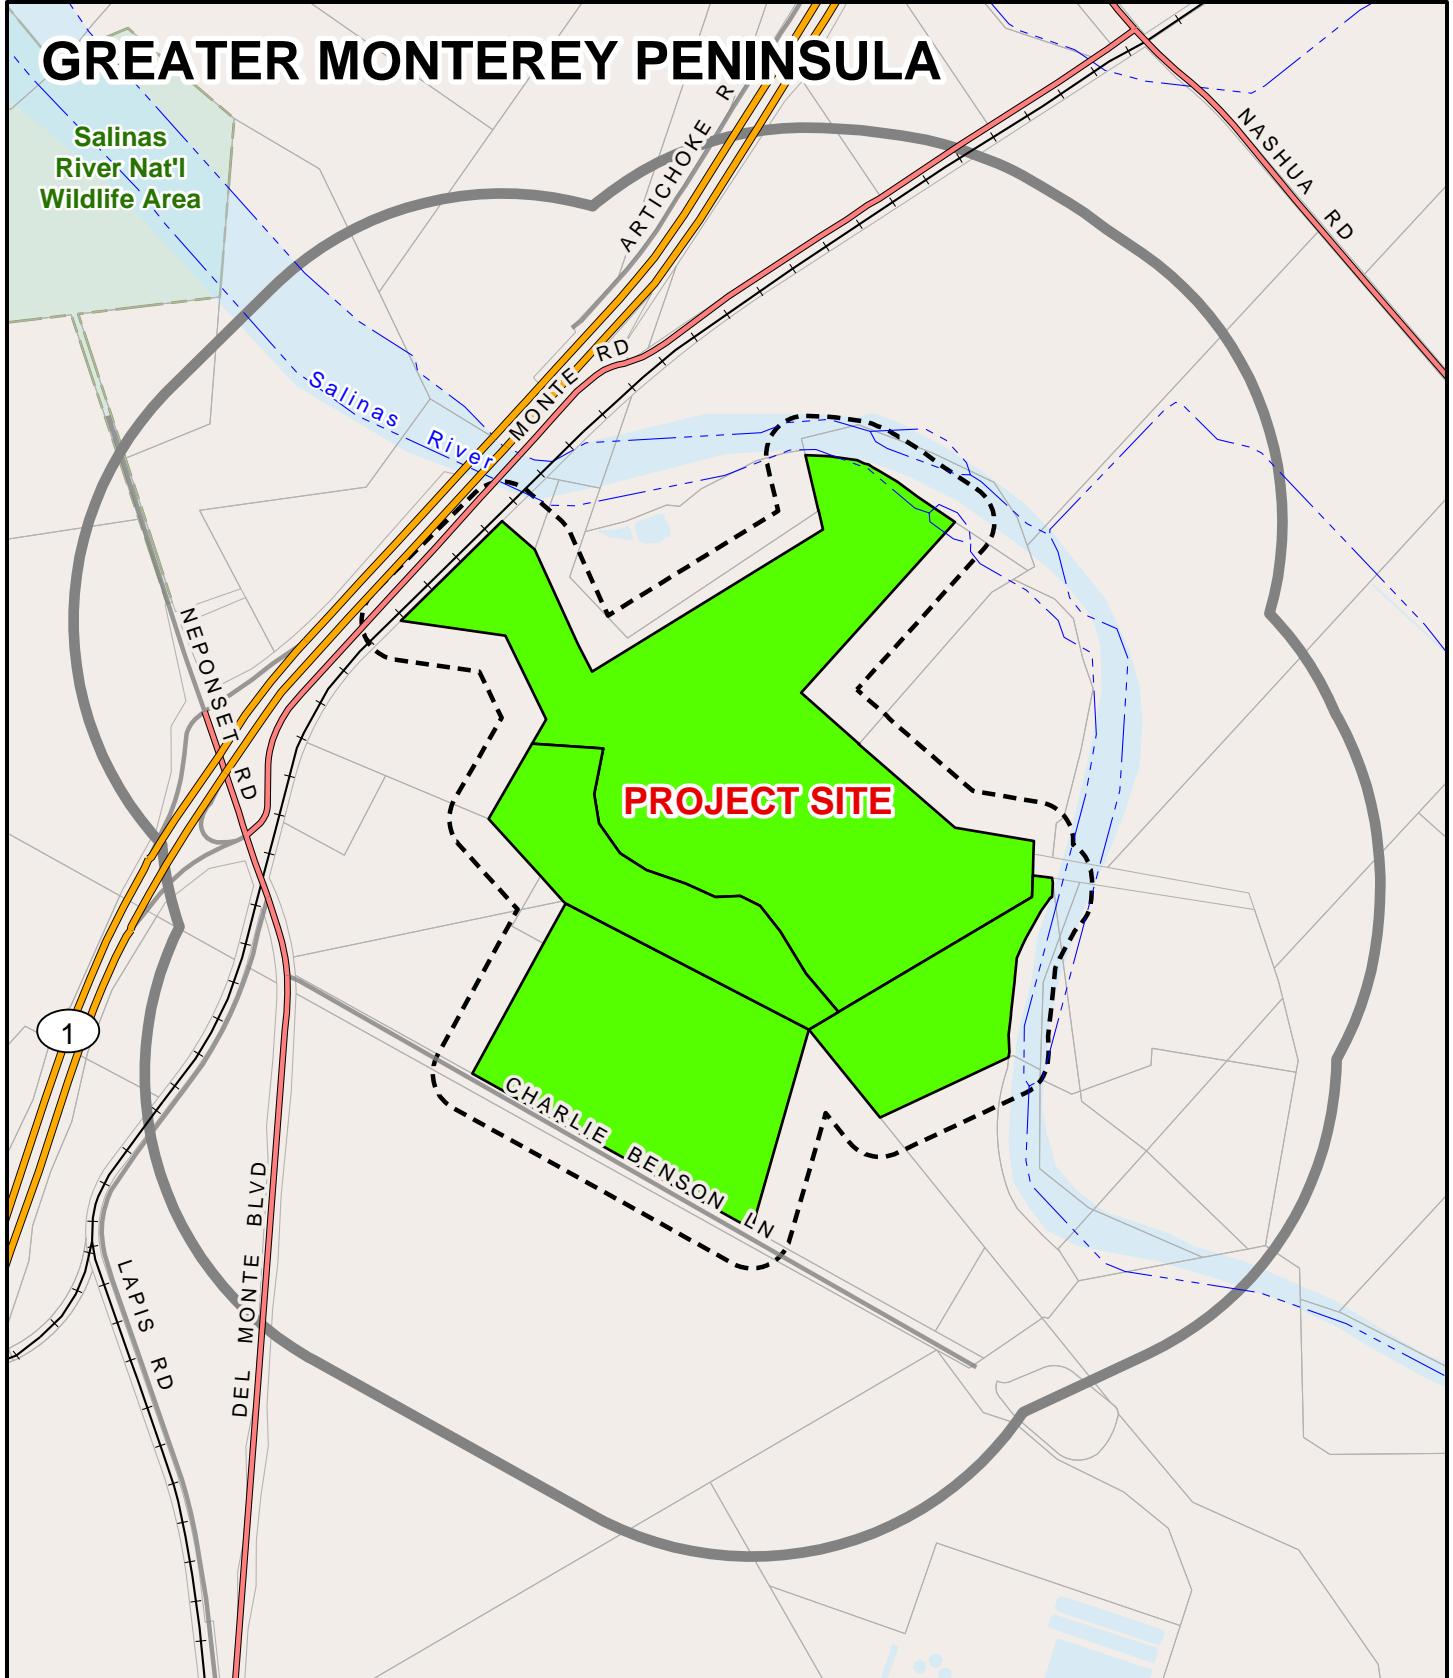 GREATER MONTEREY PENINSULA
Salinas
River Nat'l
Wildlife Area
ARTICHOKE R
NASHUA RD
MONTE RD
Salinas River
NEPONSET RD
PROJECT SITE
1
CHARLIE BENSON LN
DEL MONTE BLVD
LAPIS RD